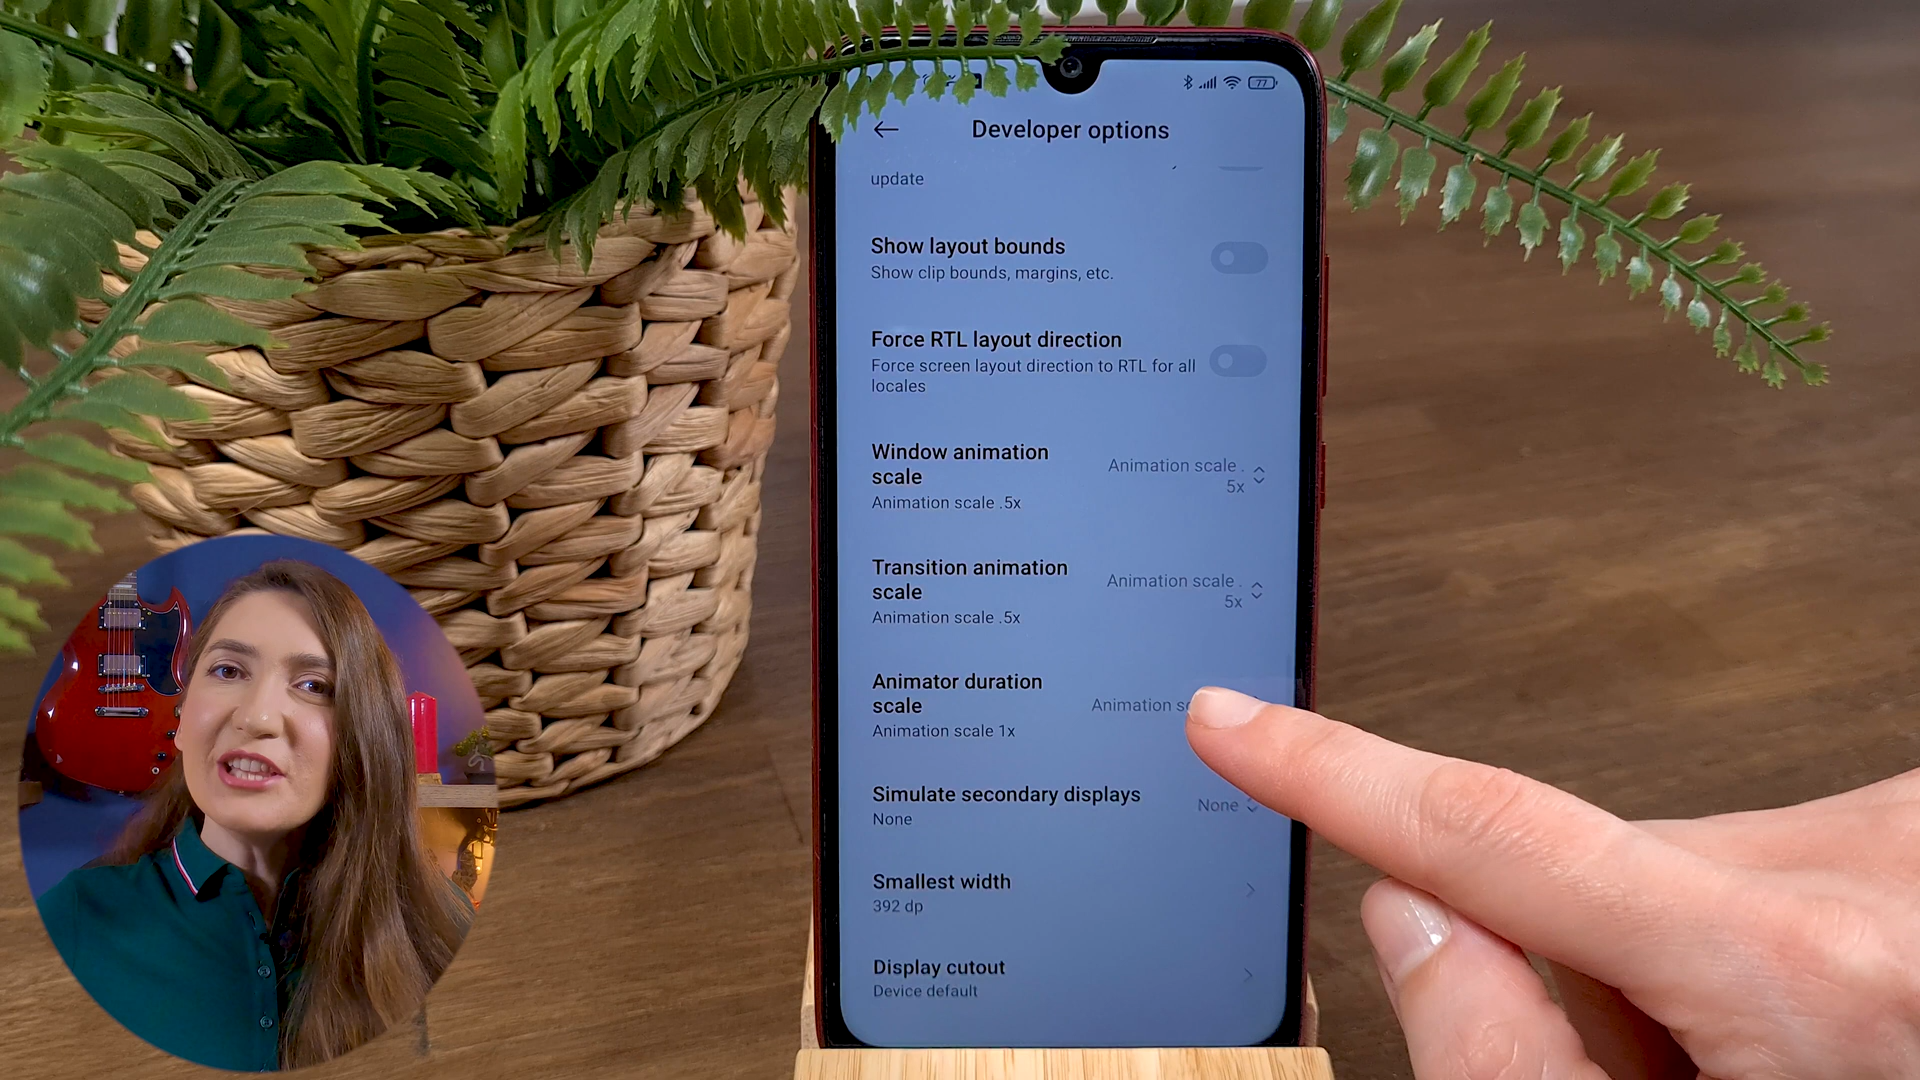 77
Developer options
update
Show layout bounds
Show clip bounds, margins, etc.
Force RTL layout direction
Force screen layout direction to RTL for all
locales
Window animation
scale
Animation scale .5x
Animation scale .
5x
Transition animation
scale
Animation scale .5x
Animation scale .
5x
Animator duration
scale
Animation scale 1x
Animation
Simulate secondary displays
None
None
Smallest width
392 dp
Display cutout
Device default